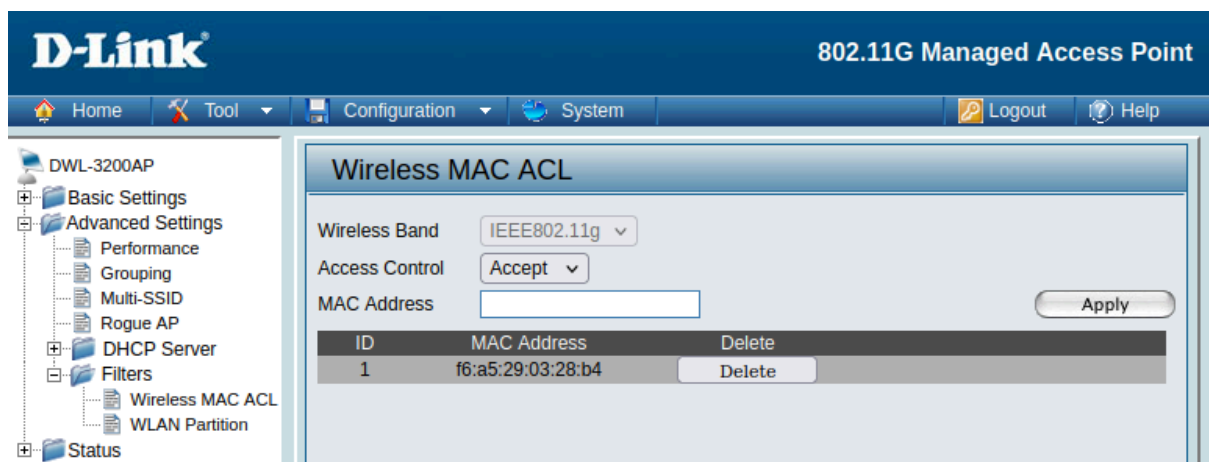 D-Link
802.11G Managed Access Point
Home Tool Configuration System Logout Help
DWL-3200AP
Basic Settings
Advanced Settings
Performance
Grouping
Multi-SSID
Rogue AP
DHCP Server
Filters
Wireless MAC ACL
WLAN Partition
Status
Wireless MAC ACL
Wireless Band IEEE802.11g
Access Control Accept
MAC Address Apply
ID MAC Address Delete
1 f6:a5:29:03:28:b4 Delete